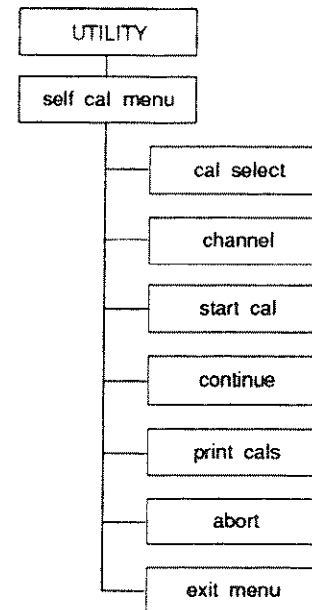 UTILITY
self cal menu
cal select
channel
start cal
continue
print cals
abort
exit menu